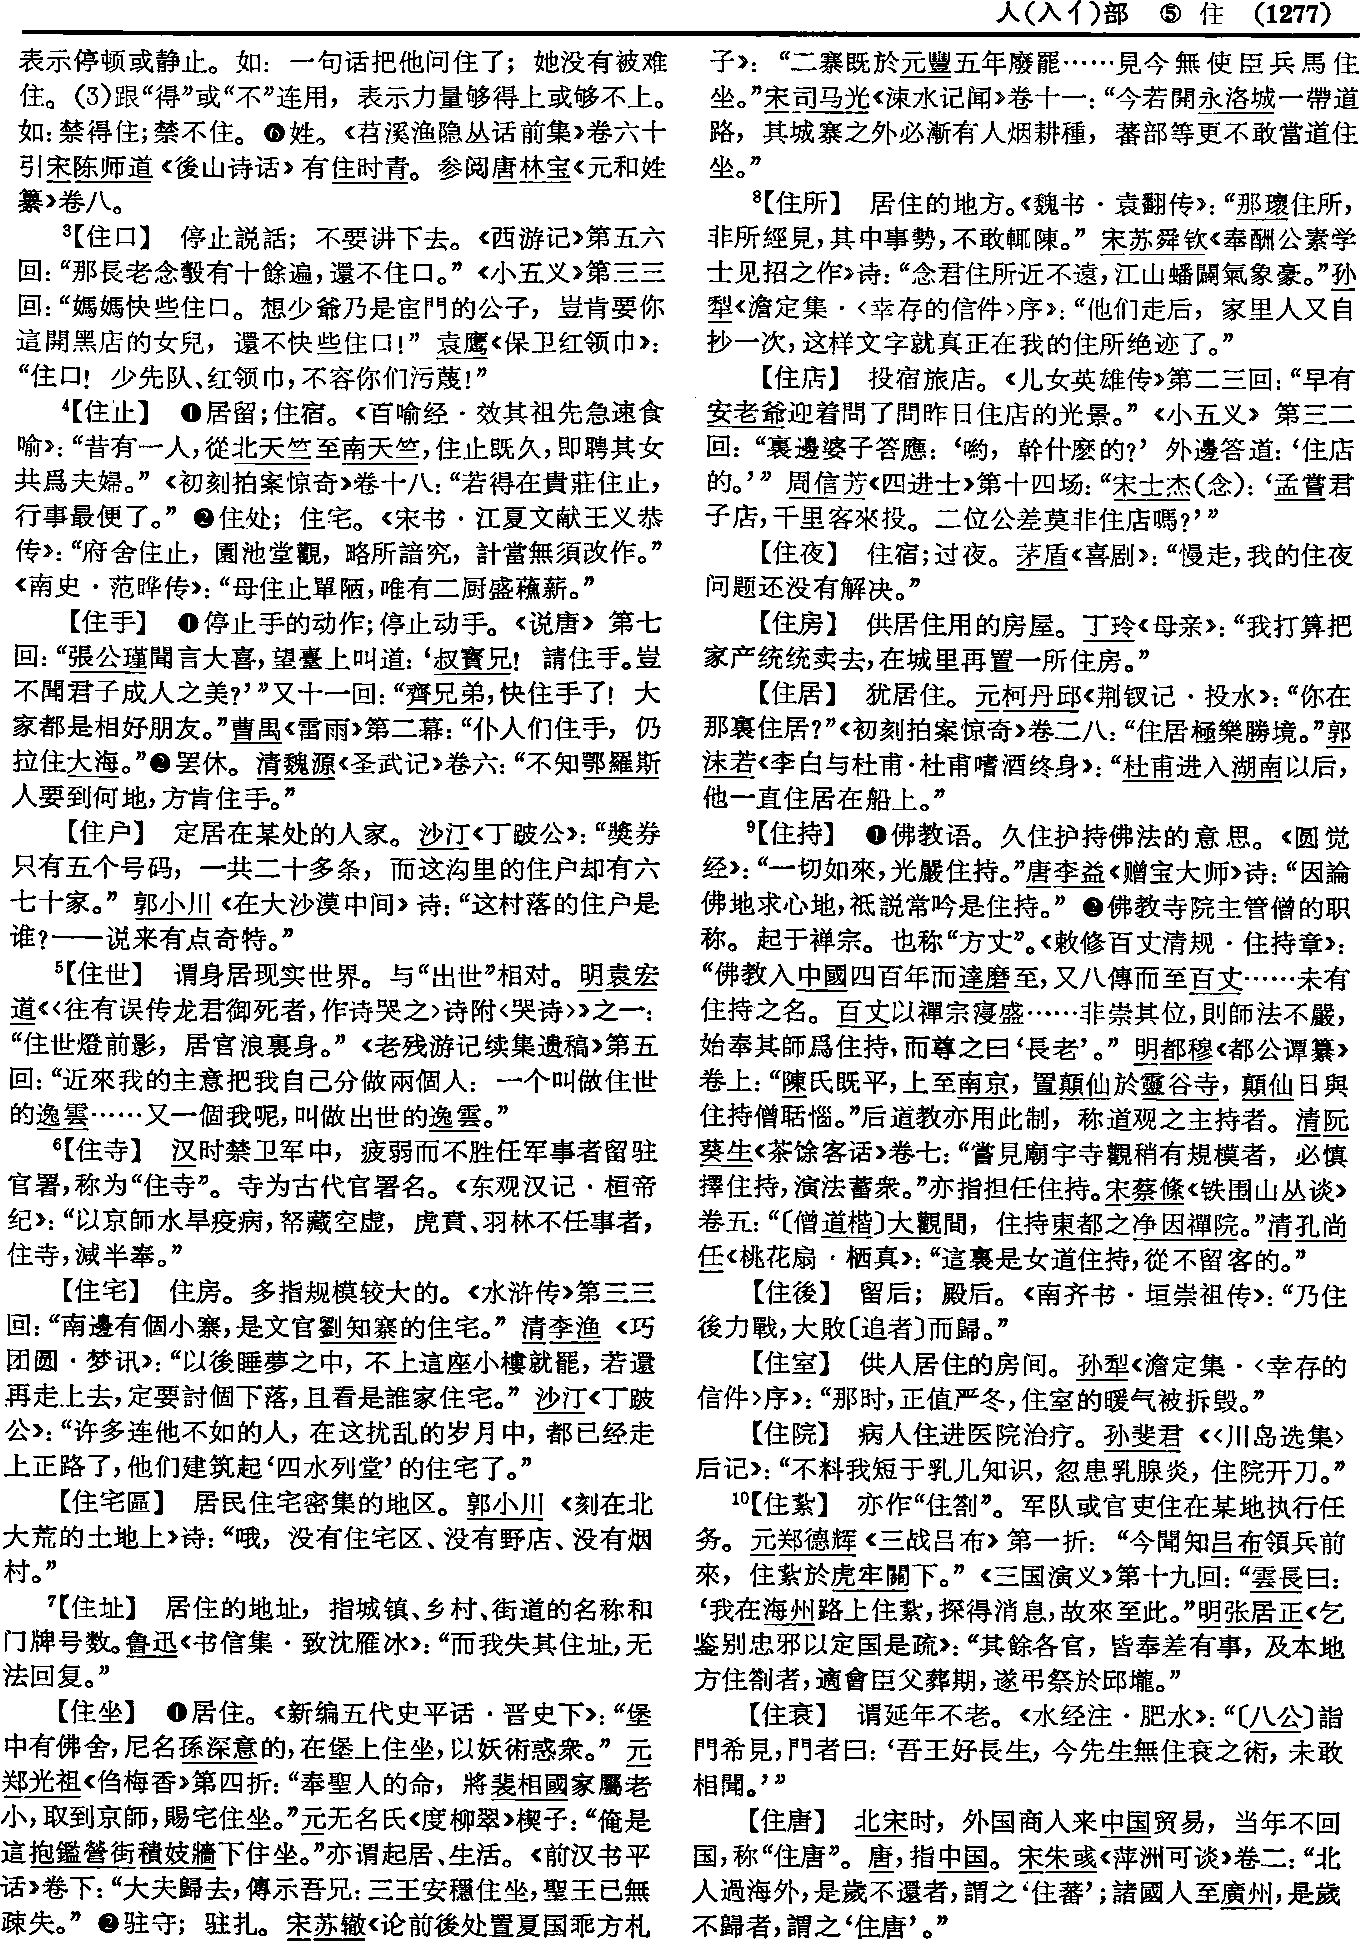 人(入亻)部　⑤　住　(1277)
表示停顿或静止。如：一句话把他问住了；她没有被难
住。(3)跟“得”或“不”连用，表示力量够得上或够不上。
如：禁得住；禁不住。❻姓。《苕溪渔隐丛话前集》卷六十
引宋陈师道《後山诗话》有住时青。参阅唐林宝《元和姓
纂》卷八。
³【住口】　停止説話；不要讲下去。《西游记》第五六
回：“那長老念彀有十餘遍，還不住口。”《小五义》第三三
回：“媽媽快些住口。想少爺乃是宦門的公子，豈肯要你
這開黑店的女兒，還不快些住口！”袁鹰《保卫红领巾》：
“住口！少先队、红领巾，不容你们污蔑！”
⁴【住止】　❶居留；住宿。《百喻经·效其祖先急速食
喻》：“昔有一人，從北天竺至南天竺，住止既久，即聘其女
共爲夫婦。”《初刻拍案惊奇》卷十八：“若得在貴莊住止，
行事最便了。”❷住处；住宅。《宋书·江夏文献王义恭
传》：“府舍住止，園池堂觀，略所諳究，計當無須改作。”
《南史·范晔传》：“母住止單陋，唯有二厨盛蘓薪。”
【住手】　❶停止手的动作；停止动手。《说唐》第七
回：“張公瑾聞言大喜，望臺上叫道：‘叔寳兄！請住手。豈
不聞君子成人之美？’”又十一回：“齊兄弟，快住手了！大
家都是相好朋友。”曹禺《雷雨》第二幕：“仆人们住手，仍
拉住大海。”❷罢休。清魏源《圣武记》卷六：“不知鄂羅斯
人要到何地，方肯住手。”
【住户】　定居在某处的人家。沙汀《丁跛公》：“獎券
只有五个号码，一共二十多条，而这沟里的住户却有六
七十家。”郭小川《在大沙漠中间》诗：“这村落的住户是
谁？——说来有点奇特。”
⁵【住世】　谓身居现实世界。与“出世”相对。明袁宏
道《〈往有误传龙君御死者，作诗哭之〉诗附〈哭诗〉》之一：
“住世燈前影，居官浪裏身。”《老残游记续集遗稿》第五
回：“近來我的主意把我自己分做兩個人：一个叫做住世
的逸雲……又一個我呢，叫做出世的逸雲。”
⁶【住寺】　汉时禁卫军中，疲弱而不胜任军事者留驻
官署，称为“住寺”。寺为古代官署名。《东观汉记·桓帝
纪》：“以京師水旱疫病，帑藏空虚，虎賁、羽林不任事者，
住寺，減半奉。”
【住宅】　住房。多指规模较大的。《水浒传》第三三
回：“南邊有個小寨，是文官劉知寨的住宅。”清李渔《巧
团圆·梦讯》：“以後睡夢之中，不上這座小樓就罷，若還
再走上去，定要討個下落，且看是誰家住宅。”沙汀《丁跛
公》：“许多连他不如的人，在这扰乱的岁月中，都已经走
上正路了，他们建筑起‘四水列堂’的住宅了。”
【住宅區】　居民住宅密集的地区。郭小川《刻在北
大荒的土地上》诗：“哦，没有住宅区、没有野店、没有烟
村。”
⁷【住址】　居住的地址，指城镇、乡村、街道的名称和
门牌号数。鲁迅《书信集·致沈雁冰》：“而我失其住址，无
法回复。”
【住坐】　❶居住。《新编五代史平话·晋史下》：“堡
中有佛舍，尼名孫深意的，在堡上住坐，以妖術惑衆。”元
郑光祖《㑇梅香》第四折：“奉聖人的命，將裴相國家屬老
小，取到京師，賜宅住坐。”元无名氏《度柳翠》楔子：“俺是
這抱鑑營街積妓牆下住坐。”亦谓起居、生活。《前汉书平
话》卷下：“大夫歸去，傳示吾兄：三王安穩住坐，聖王已無
疎失。”❷驻守；驻扎。宋苏辙《论前後处置夏国乖方札
子》：“二寨既於元豐五年廢罷……見今無使臣兵馬住
坐。”宋司马光《涑水记闻》卷十一：“今若開永洛城一帶道
路，其城寨之外必漸有人烟耕種，蕃部等更不敢當道住
坐。”
⁸【住所】　居住的地方。《魏书·袁翻传》：“那瓌住所，
非所經見，其中事勢，不敢輒陳。”宋苏舜钦《奉酬公素学
士见招之作》诗：“念君住所近不遠，江山蟠闢氣象豪。”孙
犁《澹定集·〈幸存的信件〉序》：“他们走后，家里人又自
抄一次，这样文字就真正在我的住所绝迹了。”
【住店】　投宿旅店。《儿女英雄传》第二三回：“早有
安老爺迎着問了問昨日住店的光景。”《小五义》第三二
回：“裏邊婆子答應：‘喲，幹什麽的？’外邊答道：‘住店
的。’”周信芳《四进士》第十四场：“宋士杰(念)：‘孟嘗君
子店，千里客來投。二位公差莫非住店嗎？’”
【住夜】　住宿；过夜。茅盾《喜剧》：“慢走，我的住夜
问题还没有解决。”
【住房】　供居住用的房屋。丁玲《母亲》：“我打算把
家产统统卖去，在城里再置一所住房。”
【住居】　犹居住。元柯丹邱《荆钗记·投水》：“你在
那裏住居？”《初刻拍案惊奇》卷二八：“住居極樂勝境。”郭
沫若《李白与杜甫·杜甫嗜酒终身》：“杜甫进入湖南以后，
他一直住居在船上。”
⁹【住持】　❶佛教语。久住护持佛法的意思。《圆觉
经》：“一切如來，光嚴住持。”唐李益《赠宝大师》诗：“因論
佛地求心地，祗説常吟是住持。”❷佛教寺院主管僧的职
称。起于禅宗。也称“方丈”。《敕修百丈清规·住持章》：
“佛教入中國四百年而達磨至，又八傳而至百丈……未有
住持之名。百丈以禪宗寖盛……非崇其位，則師法不嚴，
始奉其師爲住持，而尊之曰‘長老’。”明都穆《都公谭纂》
卷上：“陳氏既平，上至南京，置顛仙於靈谷寺，顛仙日與
住持僧聒惱。”后道教亦用此制，称道观之主持者。清阮
葵生《茶馀客话》卷七：“嘗見廟宇寺觀稍有規模者，必慎
擇住持，演法蓄衆。”亦指担任住持。宋蔡絛《铁围山丛谈》
卷五：“〔僧道楷〕大觀間，住持東都之净因禪院。”清孔尚
任《桃花扇·栖真》：“這裏是女道住持，從不留客的。”
【住後】　留后；殿后。《南齐书·垣崇祖传》：“乃住
後力戰，大敗〔追者〕而歸。”
【住室】　供人居住的房间。孙犁《澹定集·〈幸存的
信件〉序》：“那时，正值严冬，住室的暖气被拆毁。”
【住院】　病人住进医院治疗。孙斐君《〈川岛选集〉
后记》：“不料我短于乳儿知识，忽患乳腺炎，住院开刀。”
¹⁰【住紮】　亦作“住劄”。军队或官吏住在某地执行任
务。元郑德辉《三战吕布》第一折：“今聞知吕布領兵前
來，住紮於虎牢關下。”《三国演义》第十九回：“雲長曰：
‘我在海州路上住紮，探得消息，故來至此。”明张居正《乞
鉴别忠邪以定国是疏》：“其餘各官，皆奉差有事，及本地
方住劄者，適會臣父葬期，遂弔祭於邱壠。”
【住衰】　谓延年不老。《水经注·肥水》：“〔八公〕詣
門希見，門者曰：‘吾王好長生，今先生無住衰之術，未敢
相聞。’”
【住唐】　北宋时，外国商人来中国贸易，当年不回
国，称“住唐”。唐，指中国。宋朱彧《萍洲可谈》卷二：“北
人過海外，是歲不還者，謂之‘住蕃’；諸國人至廣州，是歲
不歸者，謂之‘住唐’。”